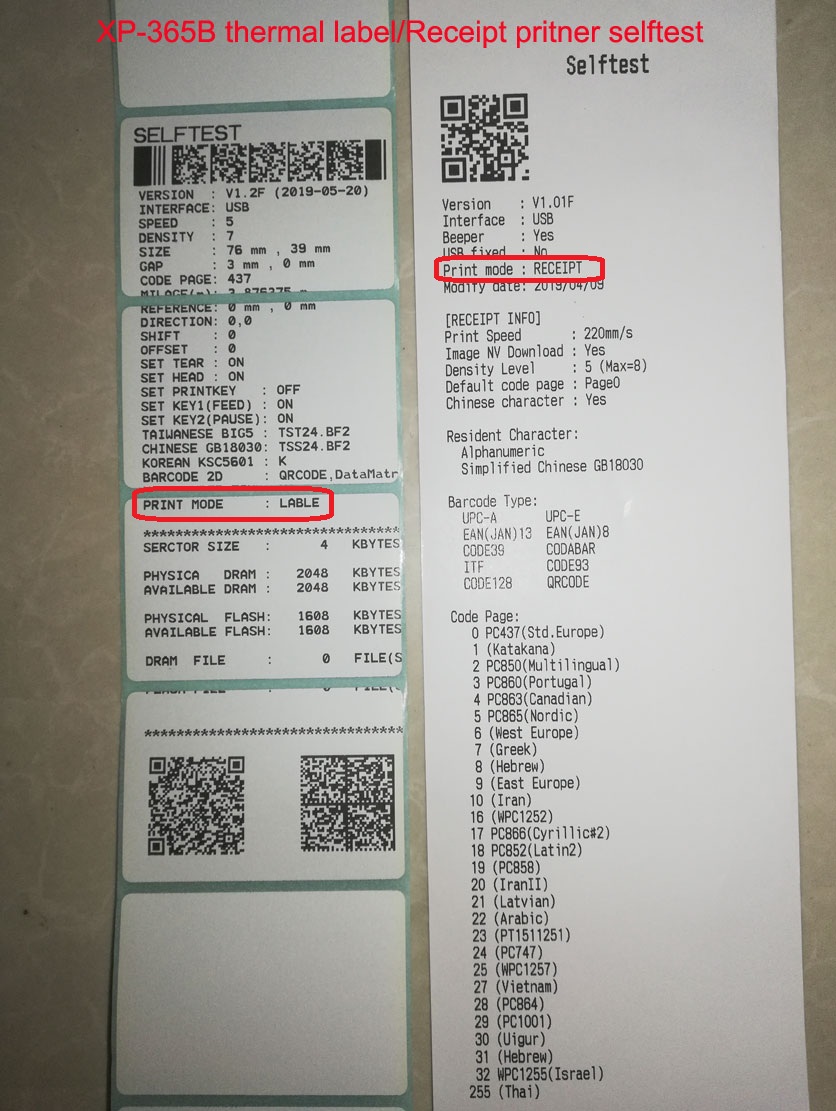 XP-365B thermal label/Receipt pritner selftest
SELFTEST
VERSION : V1.2F (2019-05-20)
INTERFACE: USB
SPEED : 5
DENSITY : 7
SIZE : 76 mm , 39 mm
GAP : 3 mm , 0 mm
CODE PAGE: 437
REFERENCE: 0 mm , 0 mm
DIRECTION: 0,0
SHIFT : 0
OFFSET : 0
SET TEAR : ON
SET HEAD : ON
SET PRINTKEY : OFF
SET KEY1(FEED) : ON
SET KEY2(PAUSE): ON
TAIWANESE BIG5 : TST24.BF2
CHINESE GB18030: TSS24.BF2
KOREAN KSC5601 : K
BARCODE 2D : QRCODE,DataMatr
PRINT MODE : LABLE
************************************
SERCTOR SIZE : 4 KBYTES
PHYSICA DRAM : 2048 KBYTES
AVAILABLE DRAM : 2048 KBYTES
PHYSICAL FLASH: 1608 KBYTES
AVAILABLE FLASH: 1608 KBYTES
DRAM FILE : 0 FILE(S
************************************
Selftest
Version : V1.01F
Interface : USB
Beeper : Yes
USB fixed : No
Print mode : RECEIPT
Modify date: 2019/04/09
[RECEIPT INFO]
Print Speed : 220mm/s
Image NV Download : Yes
Density Level : 5 (Max=8)
Default code page : Page0
Chinese character : Yes
Resident Character:
Alphanumeric
Simplified Chinese GB18030
Barcode Type:
UPC-A UPC-E
EAN(JAN)13 EAN(JAN)8
CODE39 CODABAR
ITF CODE93
CODE128 QRCODE
Code Page:
0 PC437(Std.Europe)
1 (Katakana)
2 PC850(Multilingual)
3 PC860(Portugal)
4 PC863(Canadian)
5 PC865(Nordic)
6 (West Europe)
7 (Greek)
8 (Hebrew)
9 (East Europe)
10 (Iran)
16 (WPC1252)
17 PC866(Cyrillic#2)
18 PC852(Latin2)
19 (PC858)
20 (IranII)
21 (Latvian)
22 (Arabic)
23 (PT1511251)
24 (PC747)
25 (WPC1257)
27 (Vietnam)
28 (PC864)
29 (PC1001)
30 (Uigur)
31 (Hebrew)
32 WPC1255(Israel)
255 (Thai)